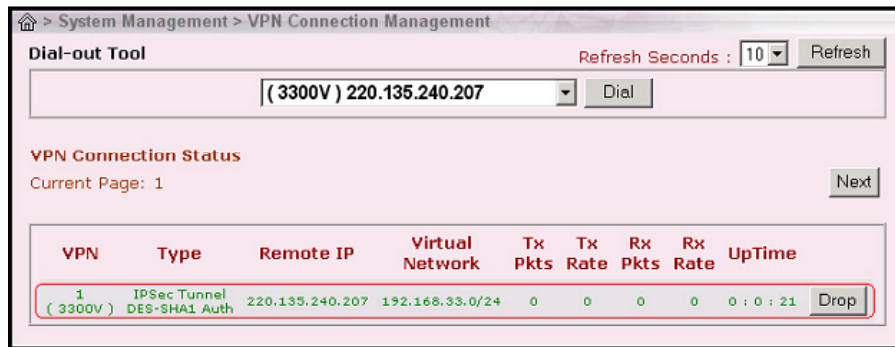 > System Management > VPN Connection Management
Dial-out Tool
Refresh Seconds : 10 Refresh
( 3300V ) 220.135.240.207 Dial
VPN Connection Status
Current Page: 1
Next
VPN Type Remote IP Virtual Network Tx Pkts Tx Rate Rx Pkts Rx Rate UpTime
1 ( 3300V ) IPSec Tunnel DES-SHA1 Auth 220.135.240.207 192.168.33.0/24 0 0 0 0 0 : 0 : 21 Drop